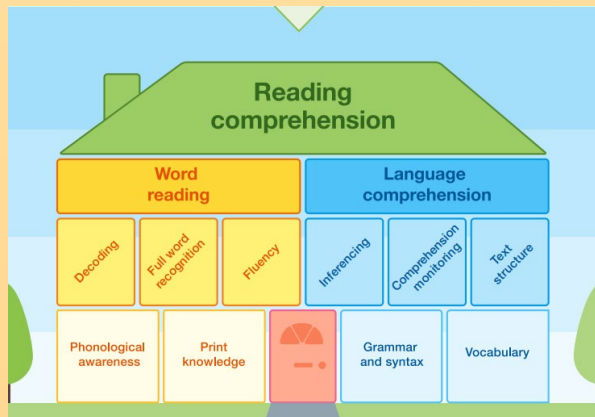 Reading
comprehension
Word
reading
Language
comprehension
Decoding
Full word
recognition
Fluency
Inferencing
Comprehension
monitoring
Text
structure
Phonological
awareness
Print
knowledge
Grammar
and syntax
Vocabulary